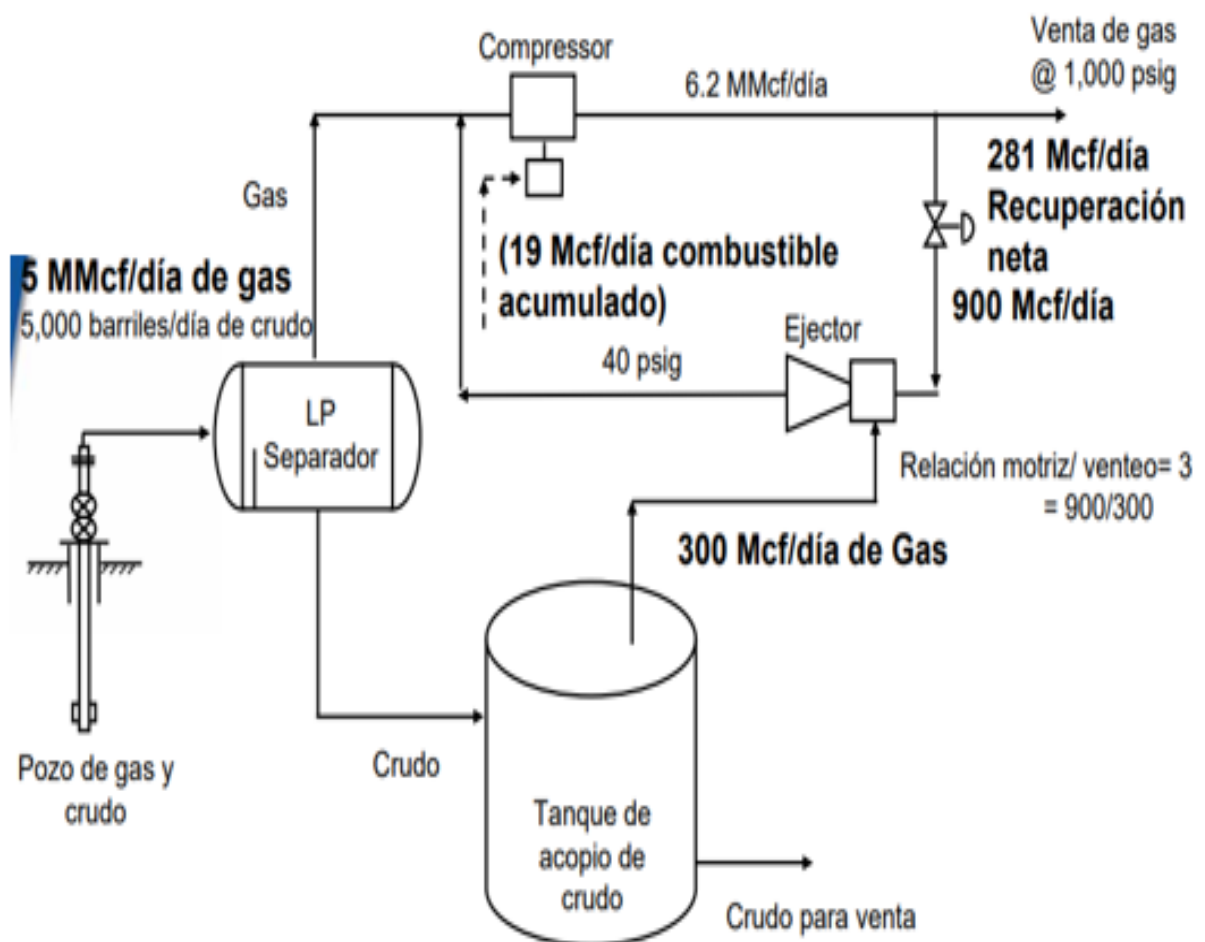 Compressor
6.2 MMcf/día
Venta de gas
@ 1,000 psig
281 Mcf/día
Recuperación
neta
900 Mcf/día
Gas
(19 Mcf/día combustible
acumulado)
5 MMcf/día de gas
5,000 barriles/día de crudo
Ejector
40 psig
LP
Separador
Relación motriz/ venteo= 3
= 900/300
300 Mcf/día de Gas
Pozo de gas y
crudo
Crudo
Tanque de
acopio de
crudo
Crudo para venta